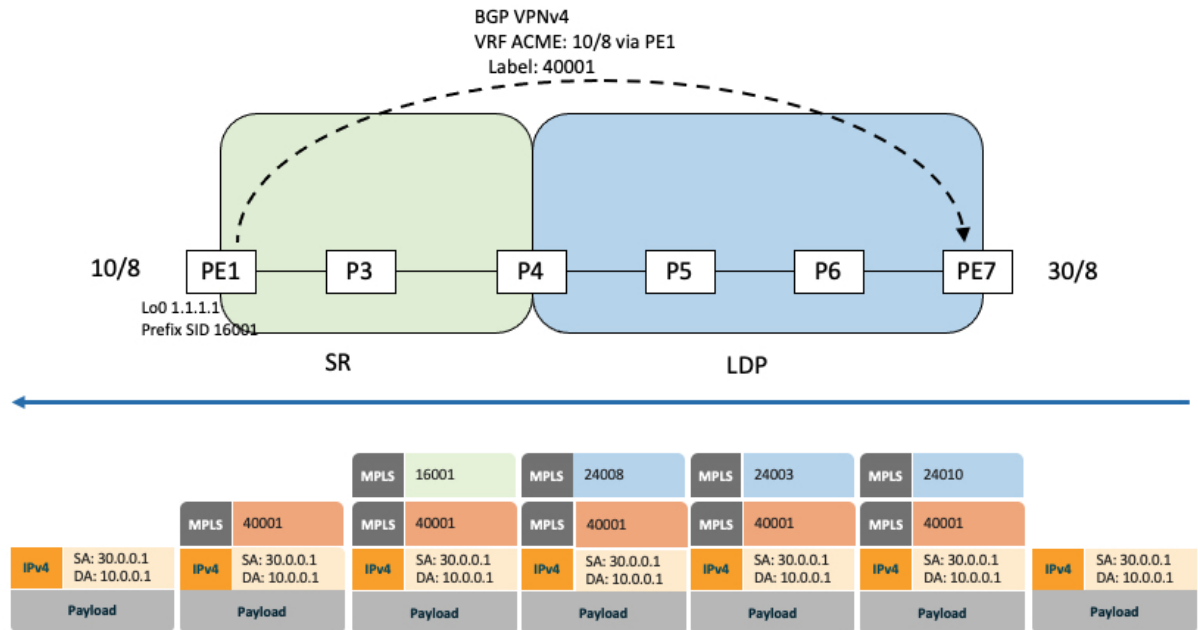 BGP VPNv4
VRF ACME: 10/8 via PE1
Label: 40001
10/8
PE1
P3
P4
P5
P6
PE7
30/8
Lo0 1.1.1.1
Prefix SID 16001
SR
LDP
MPLS 16001
MPLS 24008
MPLS 24003
MPLS 24010
MPLS 40001
MPLS 40001
MPLS 40001
MPLS 40001
MPLS 40001
IPv4 SA: 30.0.0.1
DA: 10.0.0.1
IPv4 SA: 30.0.0.1
DA: 10.0.0.1
IPv4 SA: 30.0.0.1
DA: 10.0.0.1
IPv4 SA: 30.0.0.1
DA: 10.0.0.1
IPv4 SA: 30.0.0.1
DA: 10.0.0.1
IPv4 SA: 30.0.0.1
DA: 10.0.0.1
IPv4 SA: 30.0.0.1
DA: 10.0.0.1
Payload
Payload
Payload
Payload
Payload
Payload
Payload